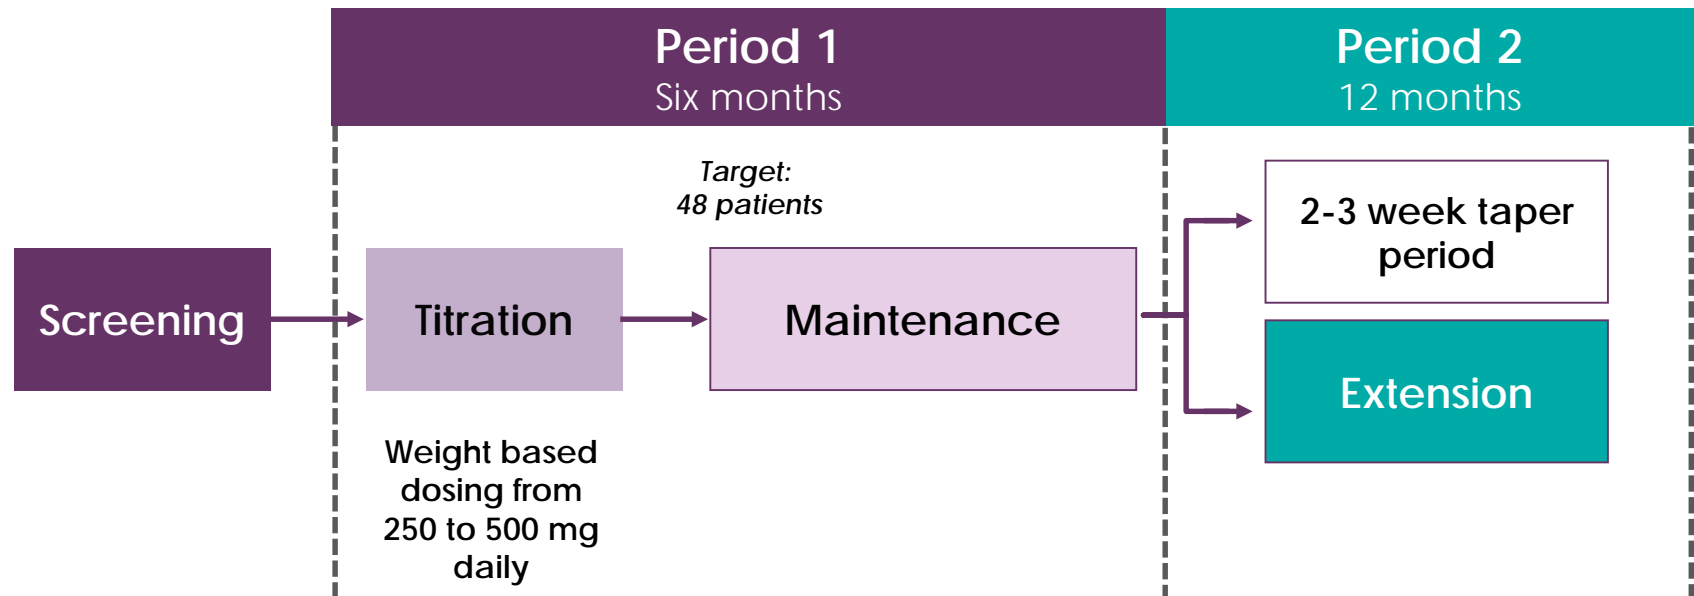 Period 1
Six months
Period 2
12 months
Target:
48 patients
Screening
Titration
Maintenance
2-3 week taper
period
Extension
Weight based
dosing from
250 to 500 mg
daily